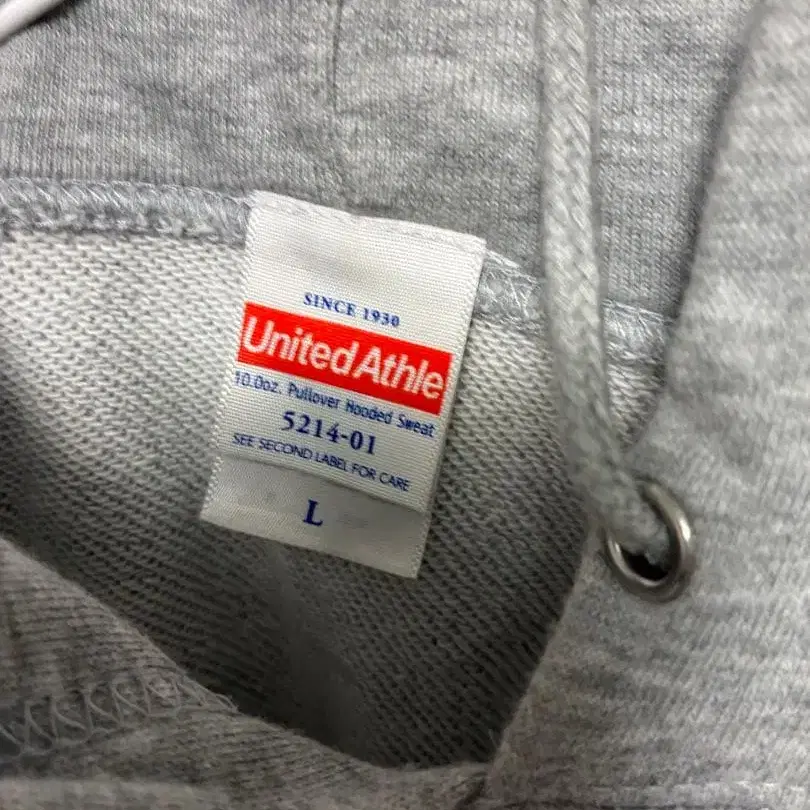 SINCE 1930
UnitedAthle
10.0oz. Pullover Hooded Sweat
5214-01
SEE SECOND LABEL FOR CARE
L